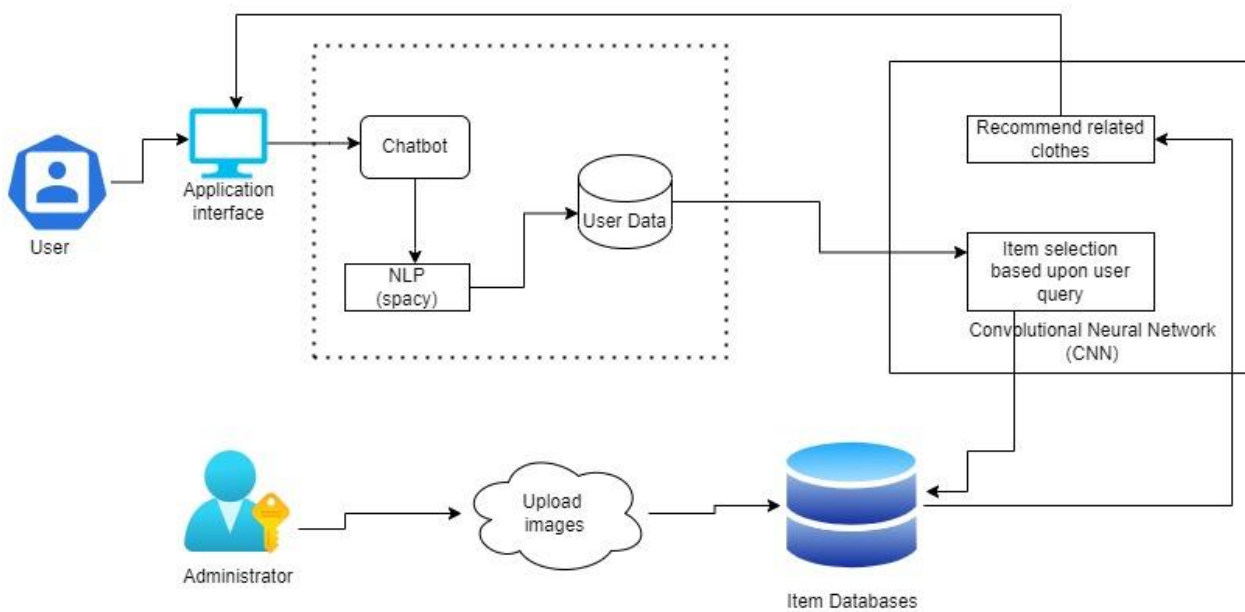 Chatbot
Recommend related
clothes
Application
interface
User
User Data
NLP
(spacy)
Item selection
based upon user
query
Convolutional Neural Network
(CNN)
Upload
images
Administrator
Item Databases